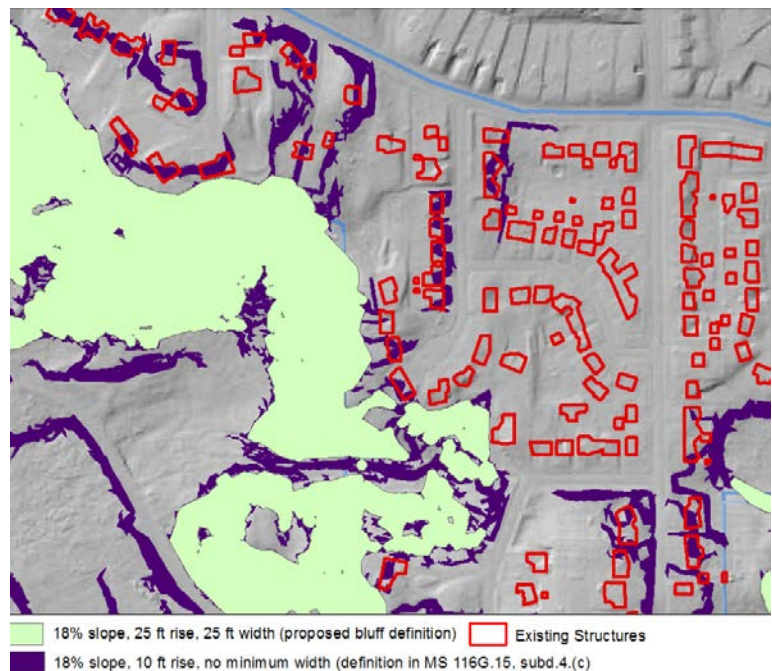 18% slope, 25 ft rise, 25 ft width (proposed bluff definition)
Existing Structures
18% slope, 10 ft rise, no minimum width (definition in MS 116G.15, subd.4.(c)